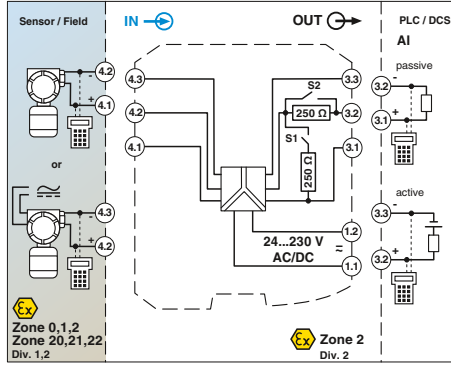 Sensor / Field
IN
OUT
PLC / DCS
AI
4.2
-
+
4.1
4.3
4.2
4.1
3.3
S2
250 Ω
3.2
S1
250 Ω
3.1
passive
3.2
-
3.1
+
or
4.3
-
+
4.2
24...230 V
AC/DC
1.2
=
1.1
active
3.3
-
3.2
+
Ex
Zone 0,1,2
Zone 20,21,22
Div. 1,2
Ex
Zone 2
Div. 2